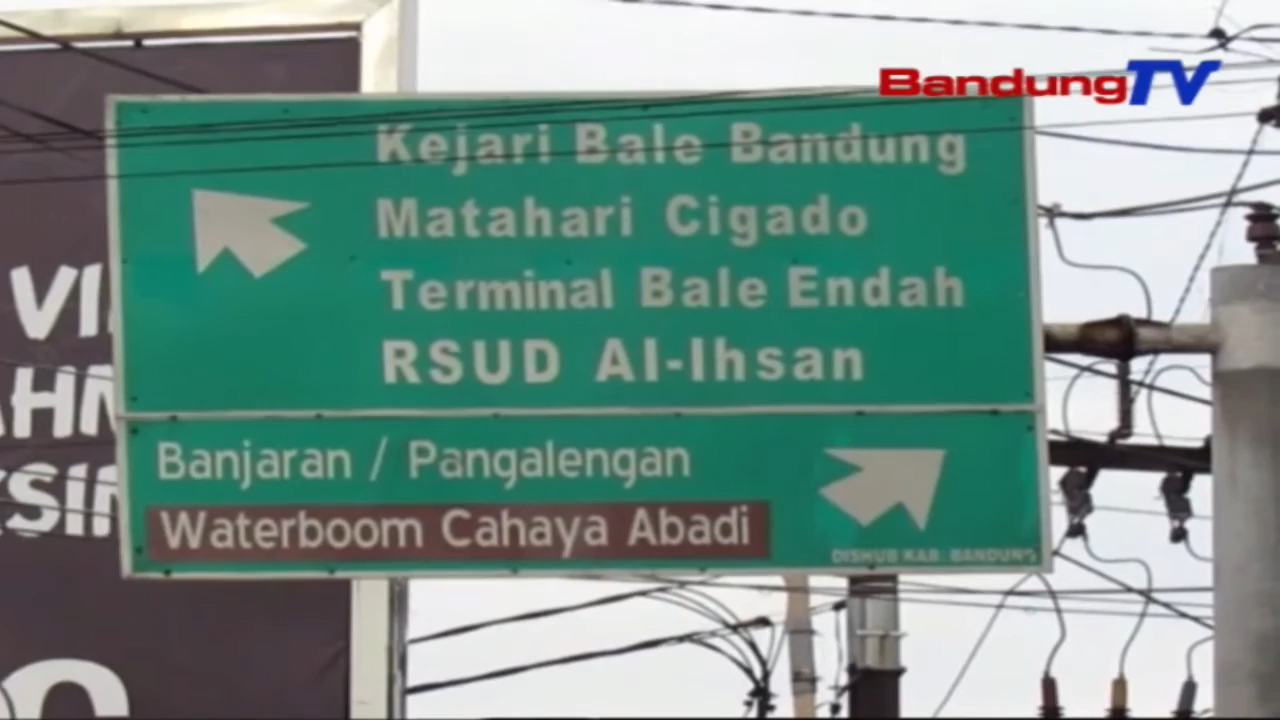 BandungTV
Kejari Bale Bandung
Matahari Cigado
Terminal Bale Endah
RSUD Al-Ihsan
Banjaran / Pangalengan
Waterboom Cahaya Abadi
DISHUB KAB. BANDUNG